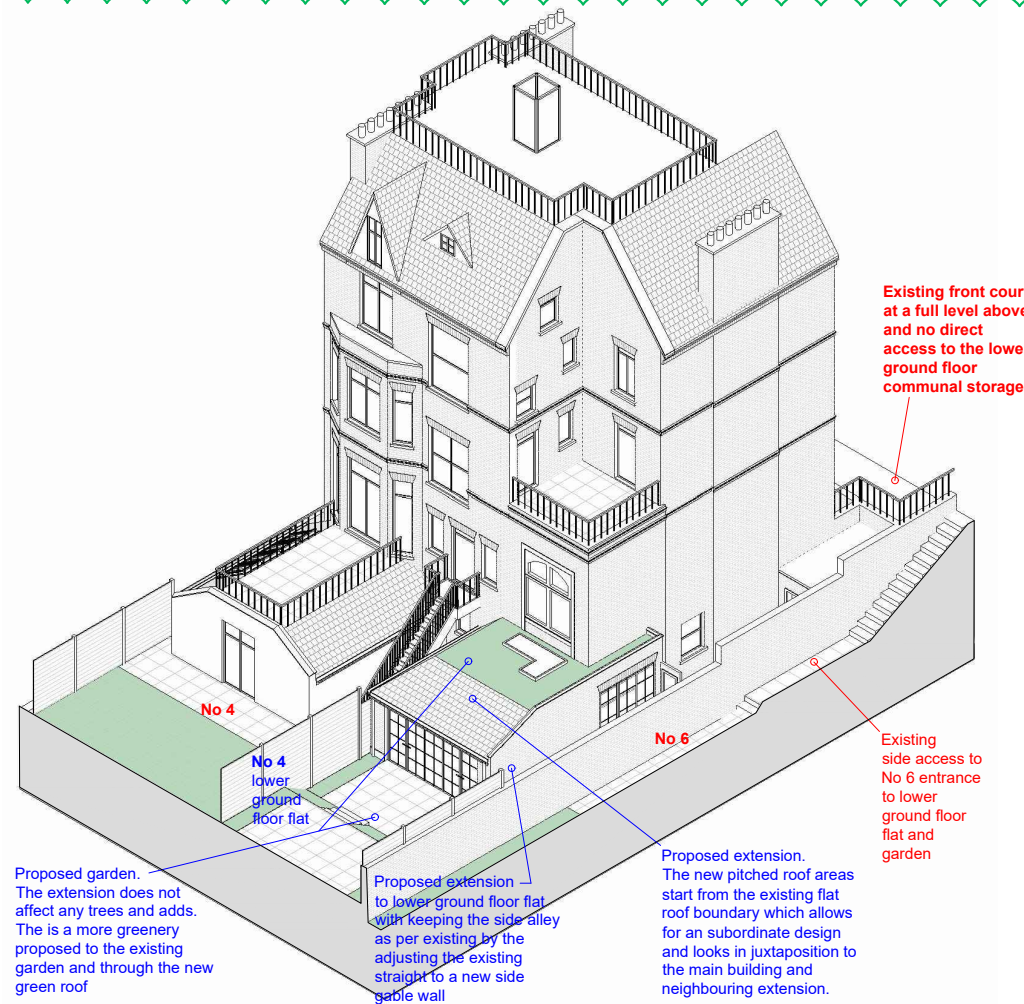 Existing front cour
at a full level above
and no direct
access to the lowe
ground floor
communal storage
No 4
No 6
No 4
lower
ground
floor flat
Existing
side access to
No 6 entrance
to lower
ground floor
flat and
garden
Proposed garden.
The extension does not
affect any trees and adds.
The is a more greenery
proposed to the existing
garden and through the new
green roof
Proposed extension
to lower ground floor flat
with keeping the side alley
as per existing by the
adjusting the existing
straight to a new side
gable wall
Proposed extension.
The new pitched roof areas
start from the existing flat
roof boundary which allows
for an subordinate design
and looks in juxtaposition to
the main building and
neighbouring extension.